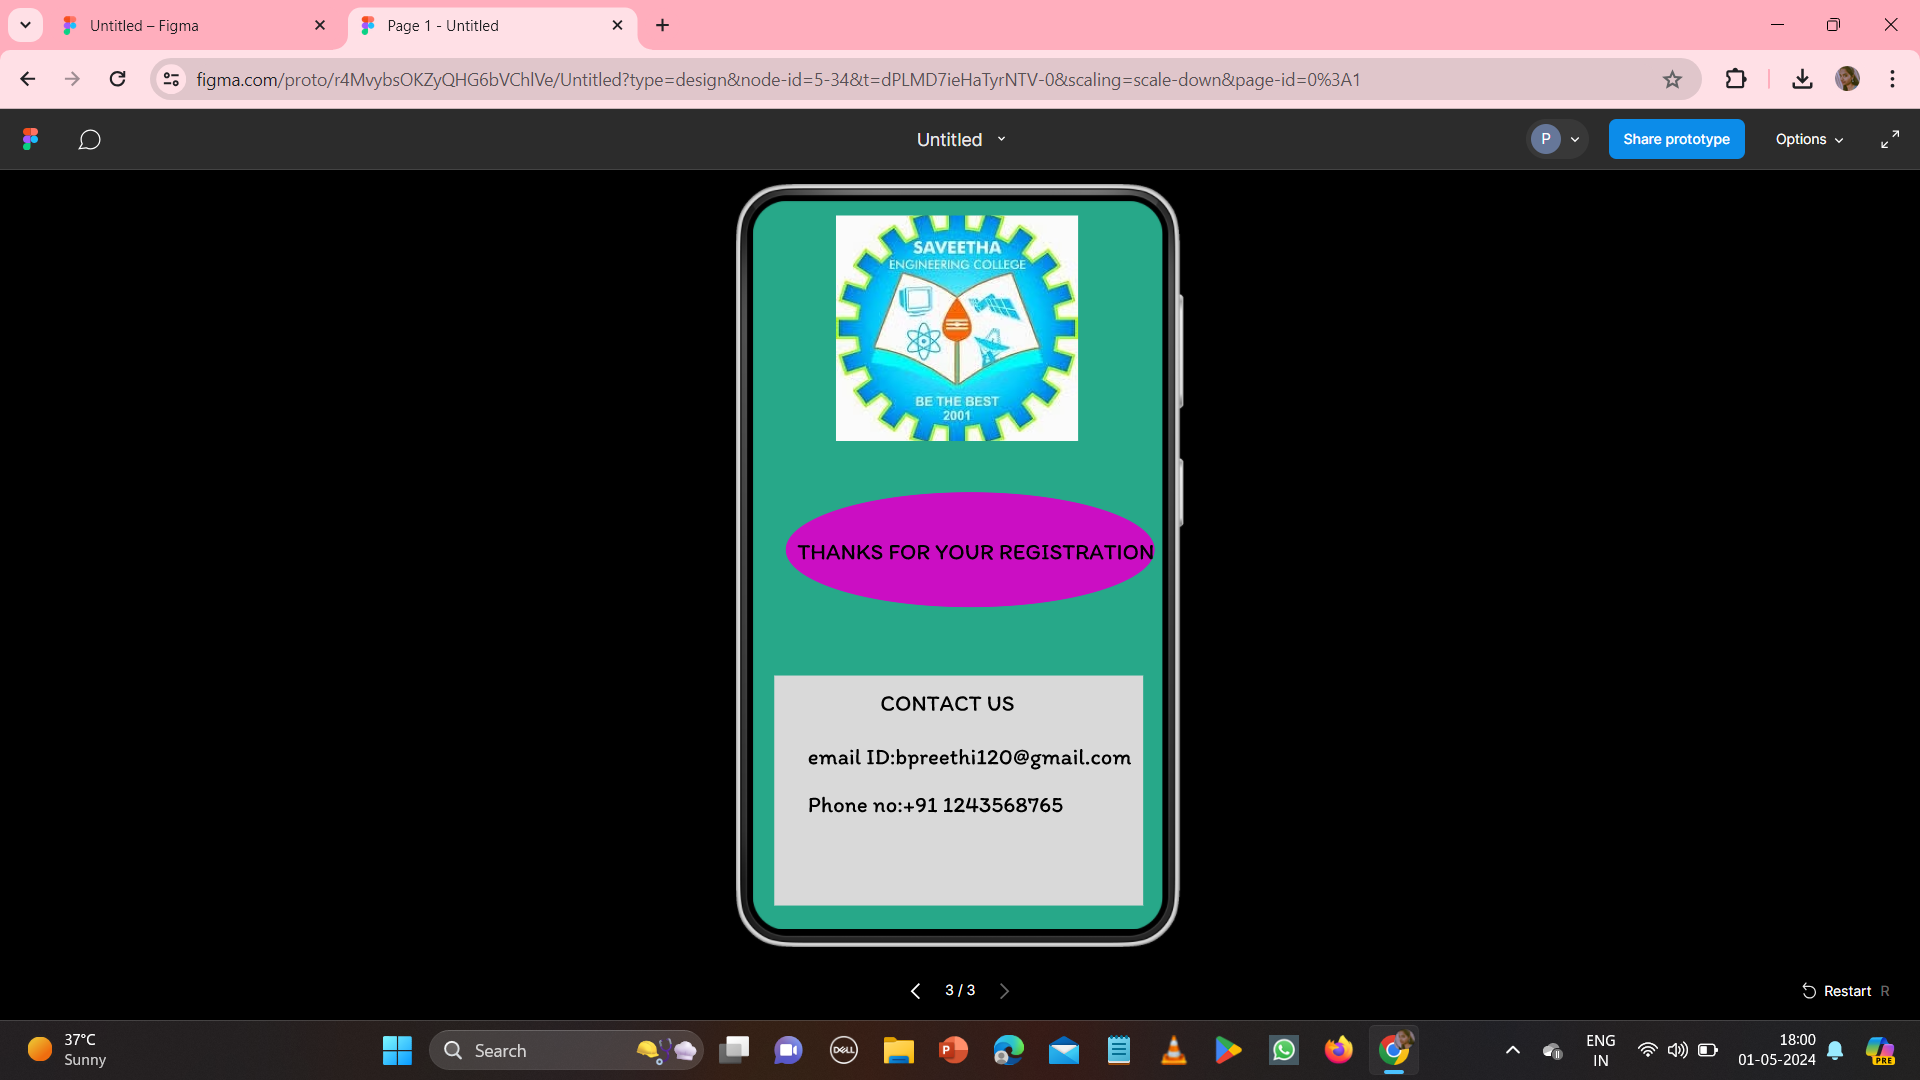 Untitled – Figma
Page 1 - Untitled
figma.com/proto/r4MvybsOKZyQHG6bVChlVe/Untitled?type=design&node-id=5-34&t=dPLMD7ieHaTyrNTV-0&scaling=scale-down&page-id=0%3A1
Untitled
P
Share prototype
Options
SAVEETHA
ENGINEERING COLLEGE
BE THE BEST
2001
THANKS FOR YOUR REGISTRATION
CONTACT US
email ID:bpreethi120@gmail.com
Phone no:+91 1243568765
3 / 3
Restart R
37°C
Sunny
Search
DELL
P
ENG
IN
18:00
01-05-2024
PRE